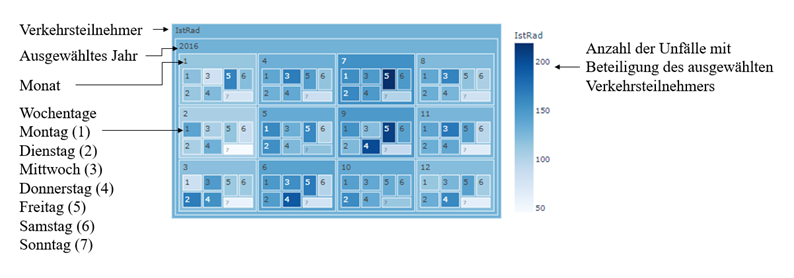 Verkehrsteilnehmer
Ausgewähltes Jahr
Monat
Wochentage
Montag (1)
Dienstag (2)
Mittwoch (3)
Donnerstag (4)
Freitag (5)
Samstag (6)
Sonntag (7)
IstRad
2016
1 4 7 8
1 3 5 6 1 3 5 6 1 3 5 6 1 3 5 6
2 4 7 2 4 7 2 4 7 2 4 7
2 5 9 11
1 3 5 6 1 3 5 6 1 3 5 6 1 3 5 6
2 4 7 2 4 7 2 4 7 2 4 7
3 6 10 12
1 3 5 6 1 3 5 6 1 3 5 6 1 3 5 6
2 4 7 2 4 7 2 4 7 2 4 7
IstRad
200
150
100
50
Anzahl der Unfälle mit
Beteiligung des ausgewählten
Verkehrsteilnehmers